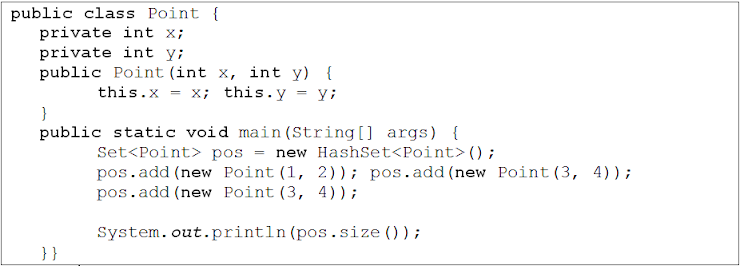 public class Point {
private int x;
private int y;
public Point(int x, int y) {
this.x = x; this.y = y;
}
public static void main(String[] args) {
Set<Point> pos = new HashSet<Point>();
pos.add(new Point(1, 2)); pos.add(new Point(3, 4));
pos.add(new Point(3, 4));
System.out.println(pos.size());
}}